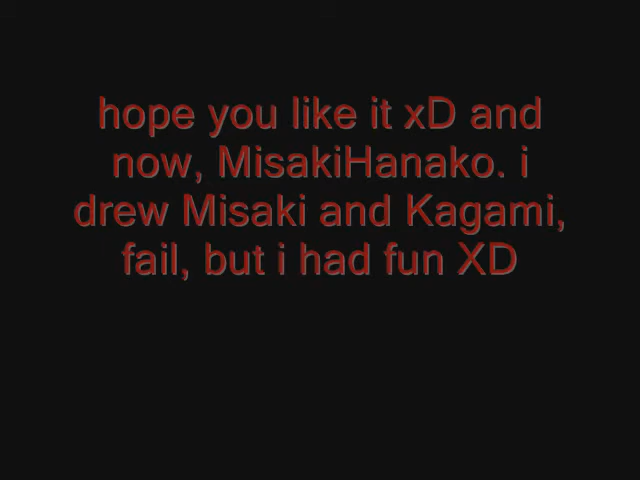 hope you like it xD and
now, MisakiHanako. i
drew Misaki and Kagami,
fail, but i had fun XD